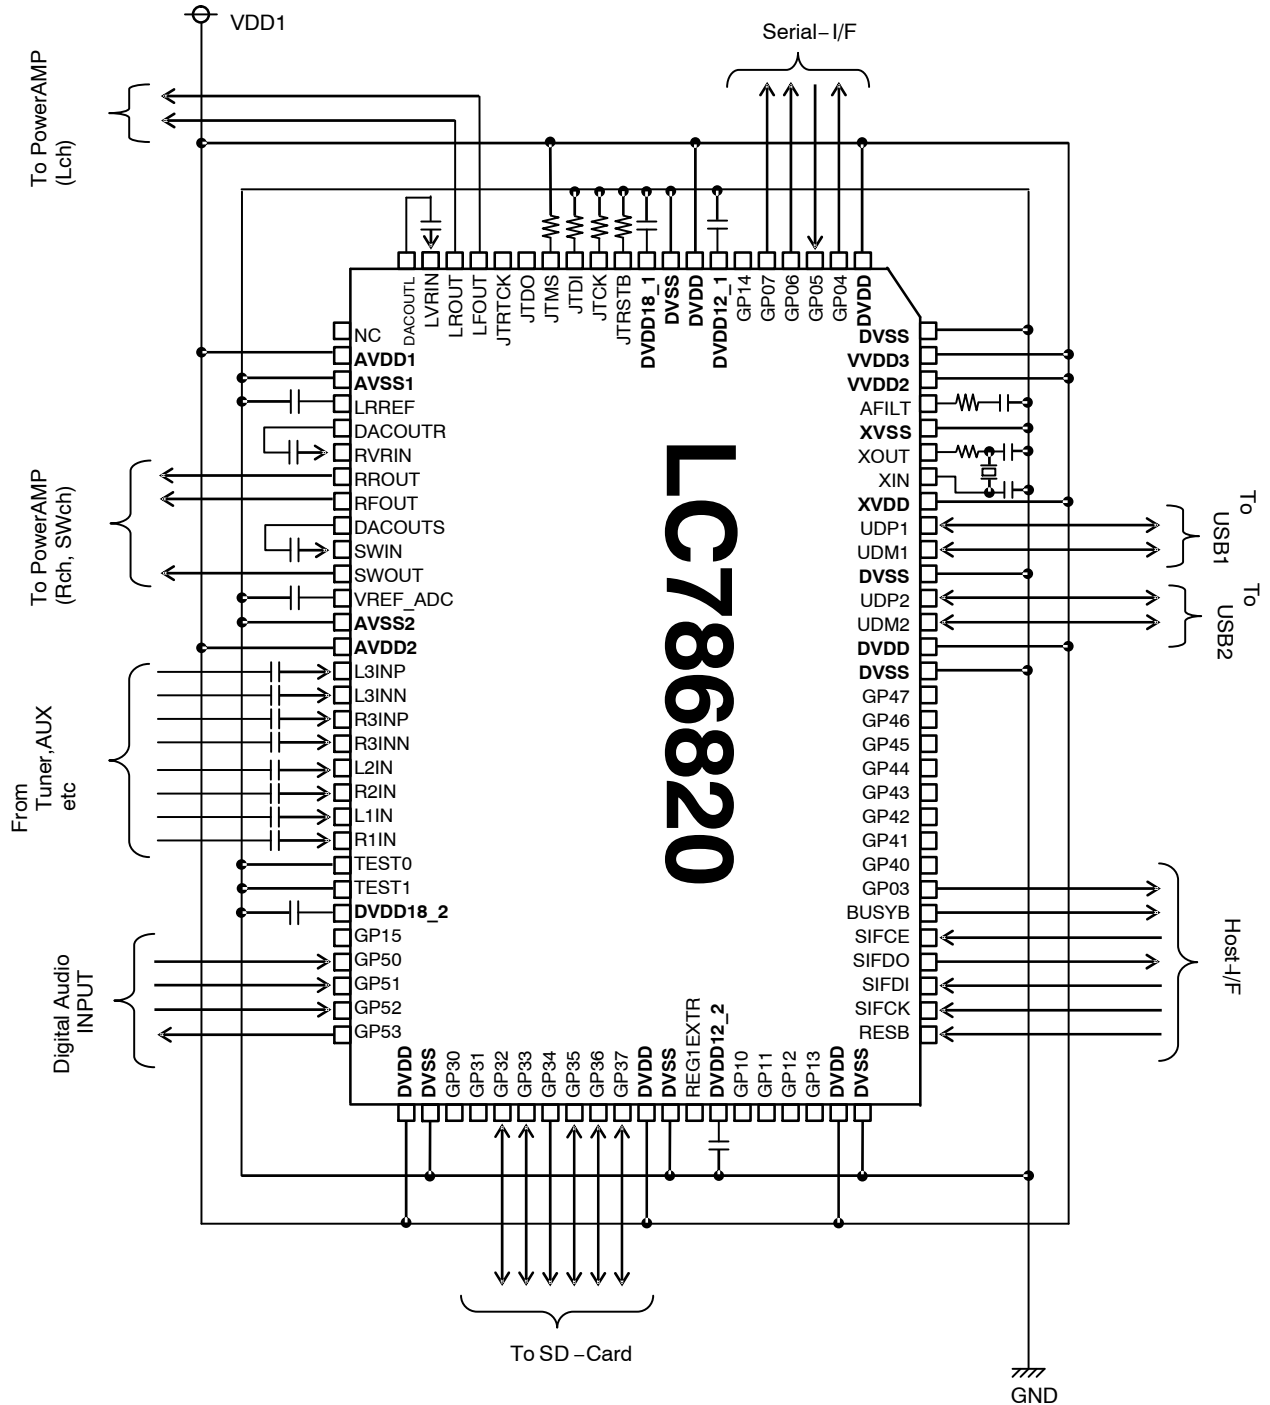 VDD1
Serial-I/F
To PowerAMP
(Lch)
DACOUTL
LVRIN
LROUT
LFOUT
JTRTCK
JTDO
JTMS
JTDI
JTCK
JTRSTB
DVDD18_1
DVSS
DVDD
DVDD12_1
GP14
GP07
GP06
GP05
GP04
DVDD
NC
AVDD1
AVSS1
LRREF
DACOUTR
RVRIN
RROUT
RFOUT
DACOUTS
SWIN
SWOUT
VREF_ADC
AVSS2
AVDD2
L3INP
L3INN
R3INP
R3INN
L2IN
R2IN
L1IN
R1IN
TEST0
TEST1
DVDD18_2
GP15
GP50
GP51
GP52
GP53
To PowerAMP
(Rch, SWch)
From
Tuner,AUX
etc
Digital Audio
INPUT
LC786820
DVSS
VVDD3
VVDD2
AFILT
XVSS
XOUT
XIN
XVDD
UDP1
UDM1
DVSS
UDP2
UDM2
DVDD
DVSS
GP47
GP46
GP45
GP44
GP43
GP42
GP41
GP40
GP03
BUSYB
SIFCE
SIFDO
SIFDI
SIFCK
RESB
To
USB1
To
USB2
Host-I/F
DVDD
DVSS
GP30
GP31
GP32
GP33
GP34
GP35
GP36
GP37
DVDD
DVSS
REG1EXTR
DVDD12_2
GP10
GP11
GP12
GP13
DVDD
DVSS
To SD-Card
GND